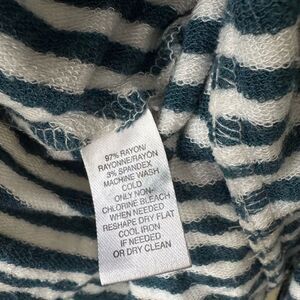 97% RAYON/
RAYONNE/RAYÓN
3% SPANDEX
MACHINE WASH
COLD
ONLY NON-
CHLORINE BLEACH
WHEN NEEDED
RESHAPE DRY FLAT
COOL IRON
IF NEEDED
OR DRY CLEAN